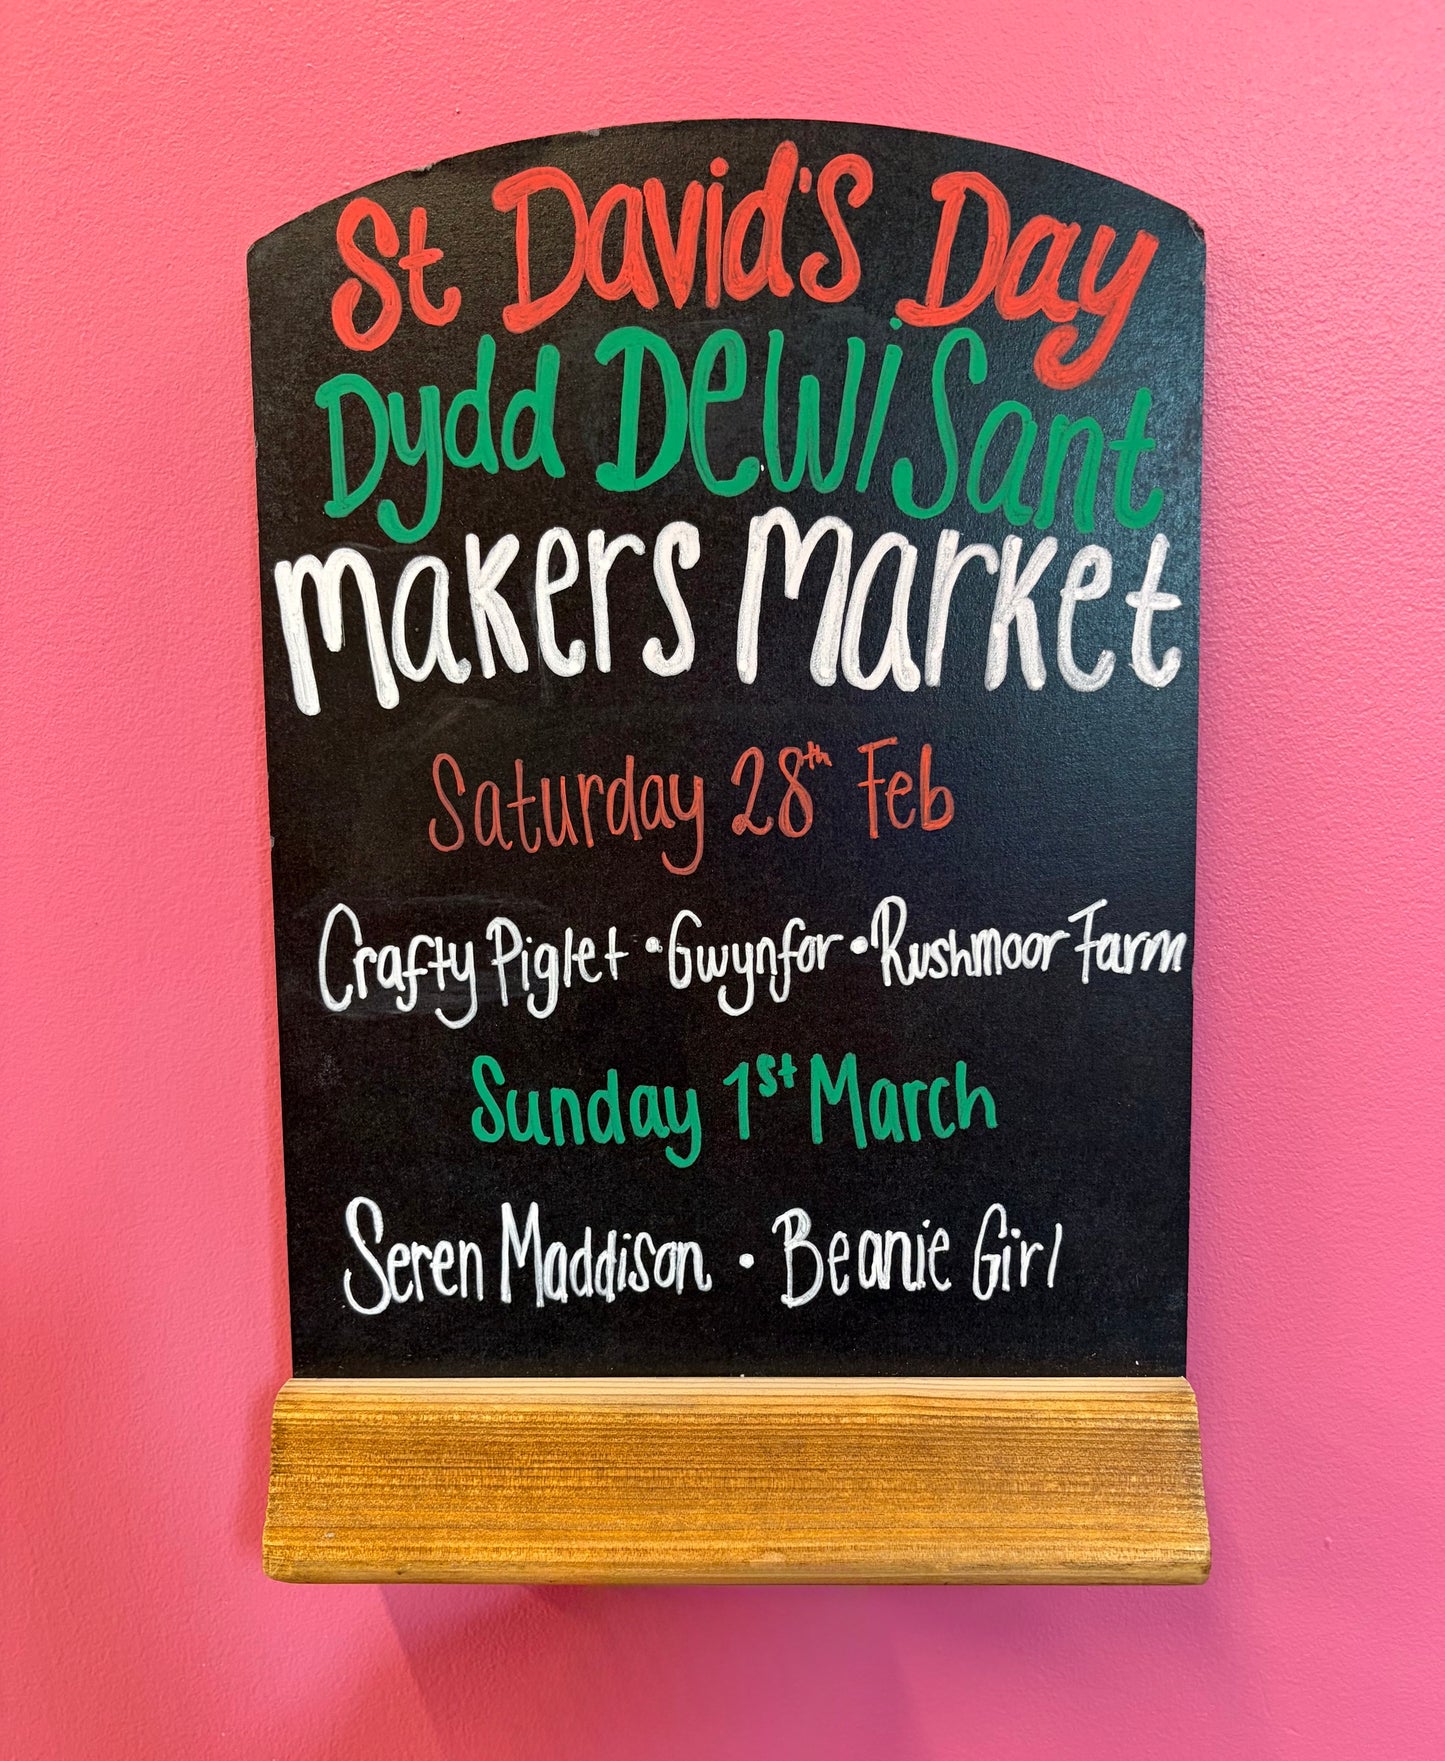 St David's Day
Dydd Dewi Sant
Makers Market
Saturday 28th Feb
Crafty Piglet • Gwynfor • Rushmoor Farm
Sunday 1st March
Seren Maddison • Beanie Girl